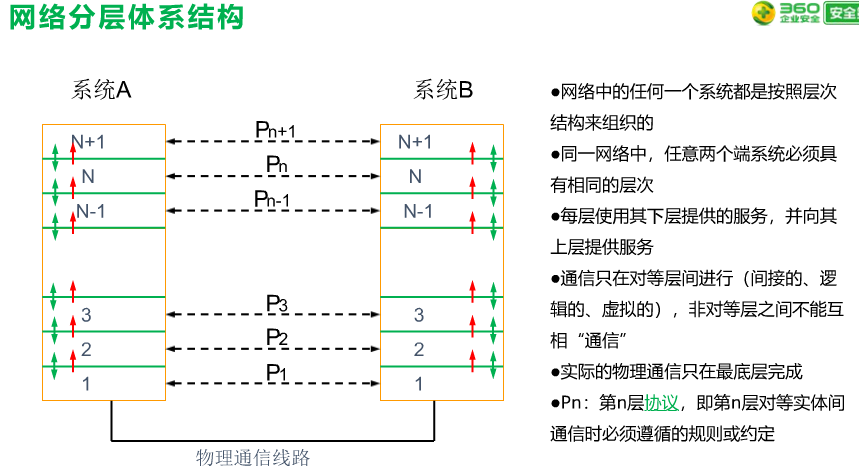 网络分层体系结构
360
企业安全
安全
系统A
系统B
N+1
N
N-1
3
2
1
Pn+1
Pn
Pn-1
P3
P2
P1
N+1
N
N-1
3
2
1
物理通信线路
●网络中的任何一个系统都是按照层次
结构来组织的
●同一网络中，任意两个端系统必须具
有相同的层次
●每层使用其下层提供的服务，并向其
上层提供服务
●通信只在对等层间进行（间接的、逻
辑的、虚拟的），非对等层之间不能互
相“通信”
●实际的物理通信只在最底层完成
●Pn：第n层协议，即第n层对等实体间
通信时必须遵循的规则或约定